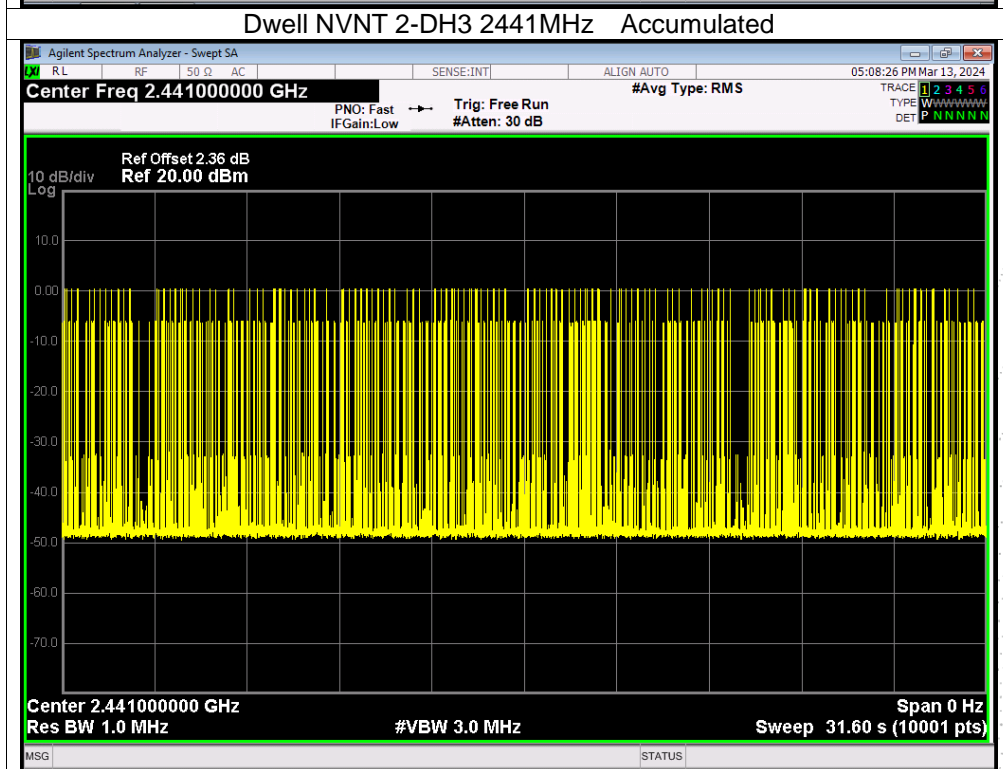 Dwell NVNT 2-DH3 2441MHz Accumulated
Agilent Spectrum Analyzer - Swept SA
LXI RL RF 50 Ω AC SENSE:INT ALIGN AUTO 05:08:26 PM Mar 13, 2024
Center Freq 2.441000000 GHz #Avg Type: RMS TRACE 1 2 3 4 5 6
PNO: Fast Trig: Free Run TYPE WWWWWW
IFGain:Low #Atten: 30 dB DET P N N N N N
Ref Offset 2.36 dB
10 dB/div Ref 20.00 dBm
Log
10.0
0.00
-10.0
-20.0
-30.0
-40.0
-50.0
-60.0
-70.0
Center 2.441000000 GHz Span 0 Hz
Res BW 1.0 MHz #VBW 3.0 MHz Sweep 31.60 s (10001 pts)
MSG STATUS